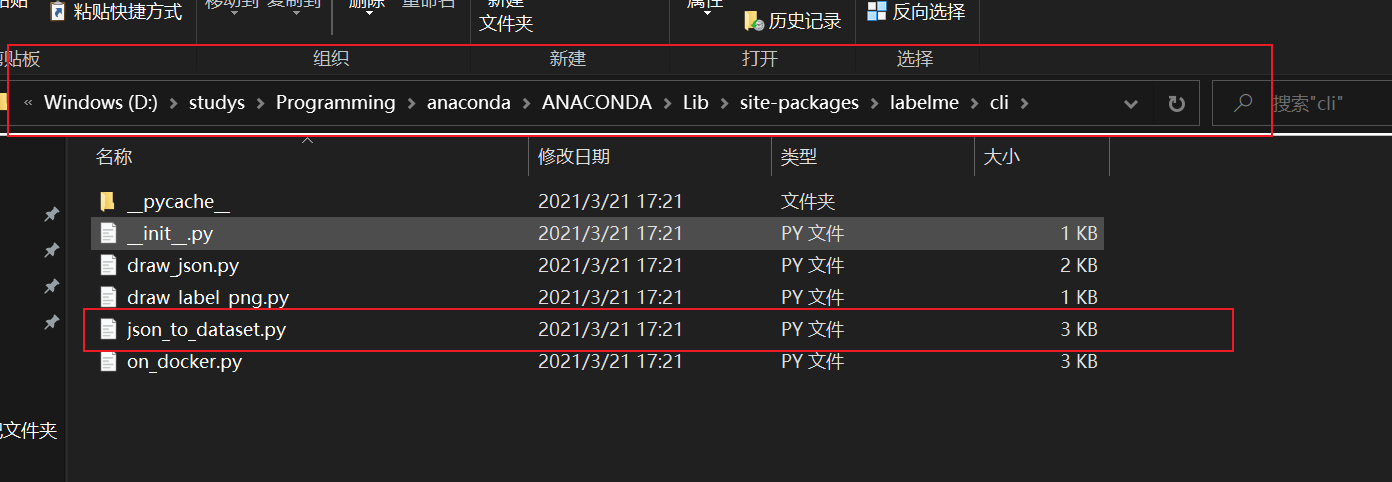 粘贴快捷方式
移动到 复制到
删除
重命名
新建
文件夹
属性
历史记录
反向选择
剪贴板
组织
新建
打开
选择
« Windows (D:) › studys › Programming › anaconda › ANACONDA › Lib › site-packages › labelme › cli ›
搜索"cli"
名称 修改日期 类型 大小
__pycache__ 2021/3/21 17:21 文件夹
__init__.py 2021/3/21 17:21 PY 文件 1 KB
draw_json.py 2021/3/21 17:21 PY 文件 2 KB
draw_label_png.py 2021/3/21 17:21 PY 文件 1 KB
json_to_dataset.py 2021/3/21 17:21 PY 文件 3 KB
on_docker.py 2021/3/21 17:21 PY 文件 3 KB
文件夹